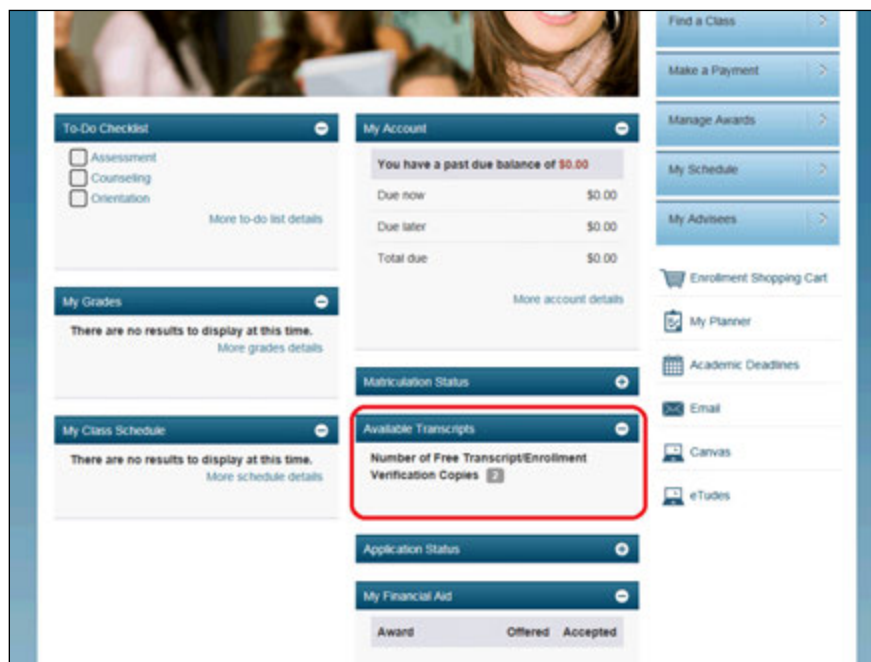 To-Do Checklist
Assessment
Counseling
Orientation
More to-do list details
My Grades
There are no results to display at this time.
More grades details
My Class Schedule
There are no results to display at this time.
More schedule details
My Account
You have a past due balance of $0.00
Due now $0.00
Due later $0.00
Total due $0.00
More account details
Matriculation Status
Available Transcripts
Number of Free Transcript/Enrollment
Verification Copies 2
Application Status
My Financial Aid
Award Offered Accepted
Find a Class
Make a Payment
Manage Awards
My Schedule
My Advisees
Enrollment Shopping Cart
My Planner
Academic Deadlines
Email
Canvas
eTudes